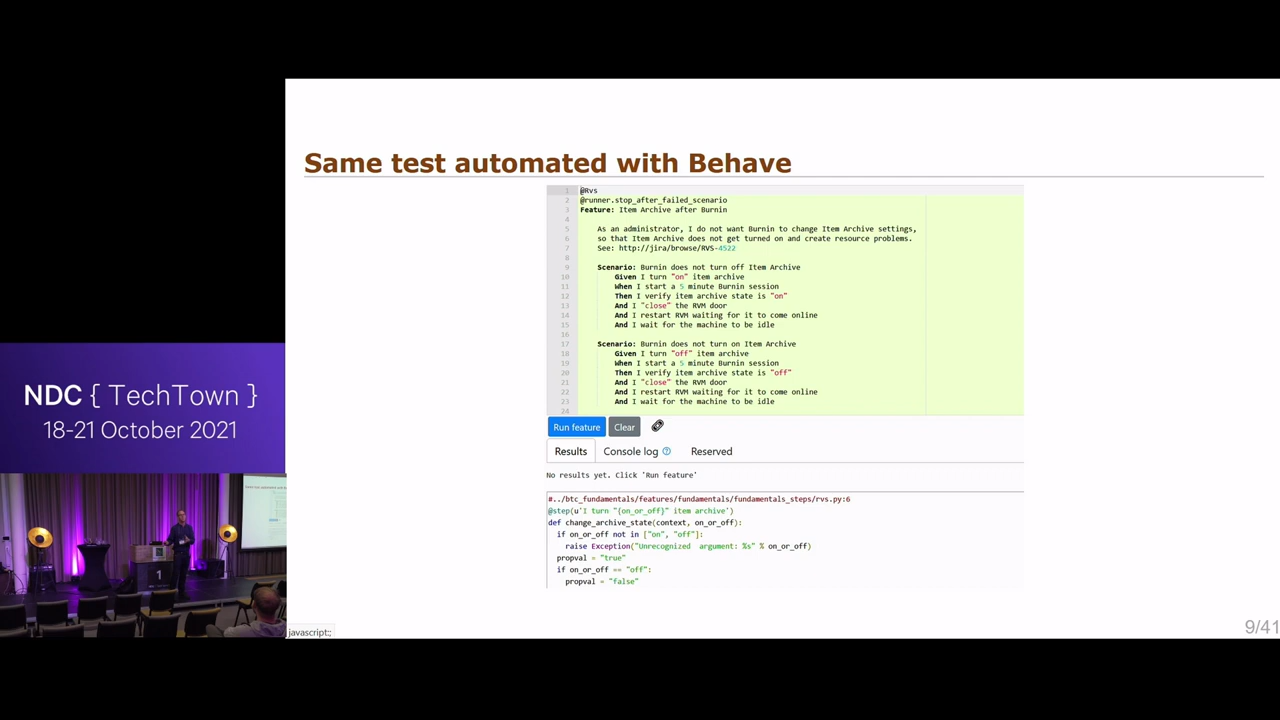 Same test automated with Behave
1 @Rvs
2 @runner.stop_after_failed_scenario
3 Feature: Item Archive after Burnin
4
5 As an administrator, I do not want Burnin to change Item Archive settings,
6 so that Item Archive does not get turned on and create resource problems.
7 See: http://jira/browse/RVS-4522
8
9 Scenario: Burnin does not turn off Item Archive
10 Given I turn "on" item archive
11 When I start a 5 minute Burnin session
12 Then I verify item archive state is "on"
13 And I "close" the RVM door
14 And I restart RVM waiting for it to come online
15 And I wait for the machine to be idle
16
17 Scenario: Burnin does not turn on Item Archive
18 Given I turn "off" item archive
19 When I start a 5 minute Burnin session
20 Then I verify item archive state is "off"
21 And I "close" the RVM door
22 And I restart RVM waiting for it to come online
23 And I wait for the machine to be idle
24
Run feature Clear
Results Console log Reserved
No results yet. Click 'Run feature'
#../btc_fundamentals/features/fundamentals/fundamentals_steps/rvs.py:6
@step(u'I turn "{on_or_off}" item archive')
def change_archive_state(context, on_or_off):
if on_or_off not in ["on", "off"]:
raise Exception("Unrecognized argument: %s" % on_or_off)
propval = "true"
if on_or_off == "off":
propval = "false"
NDC { TechTown }
18-21 October 2021
1
javascript:;
9/41